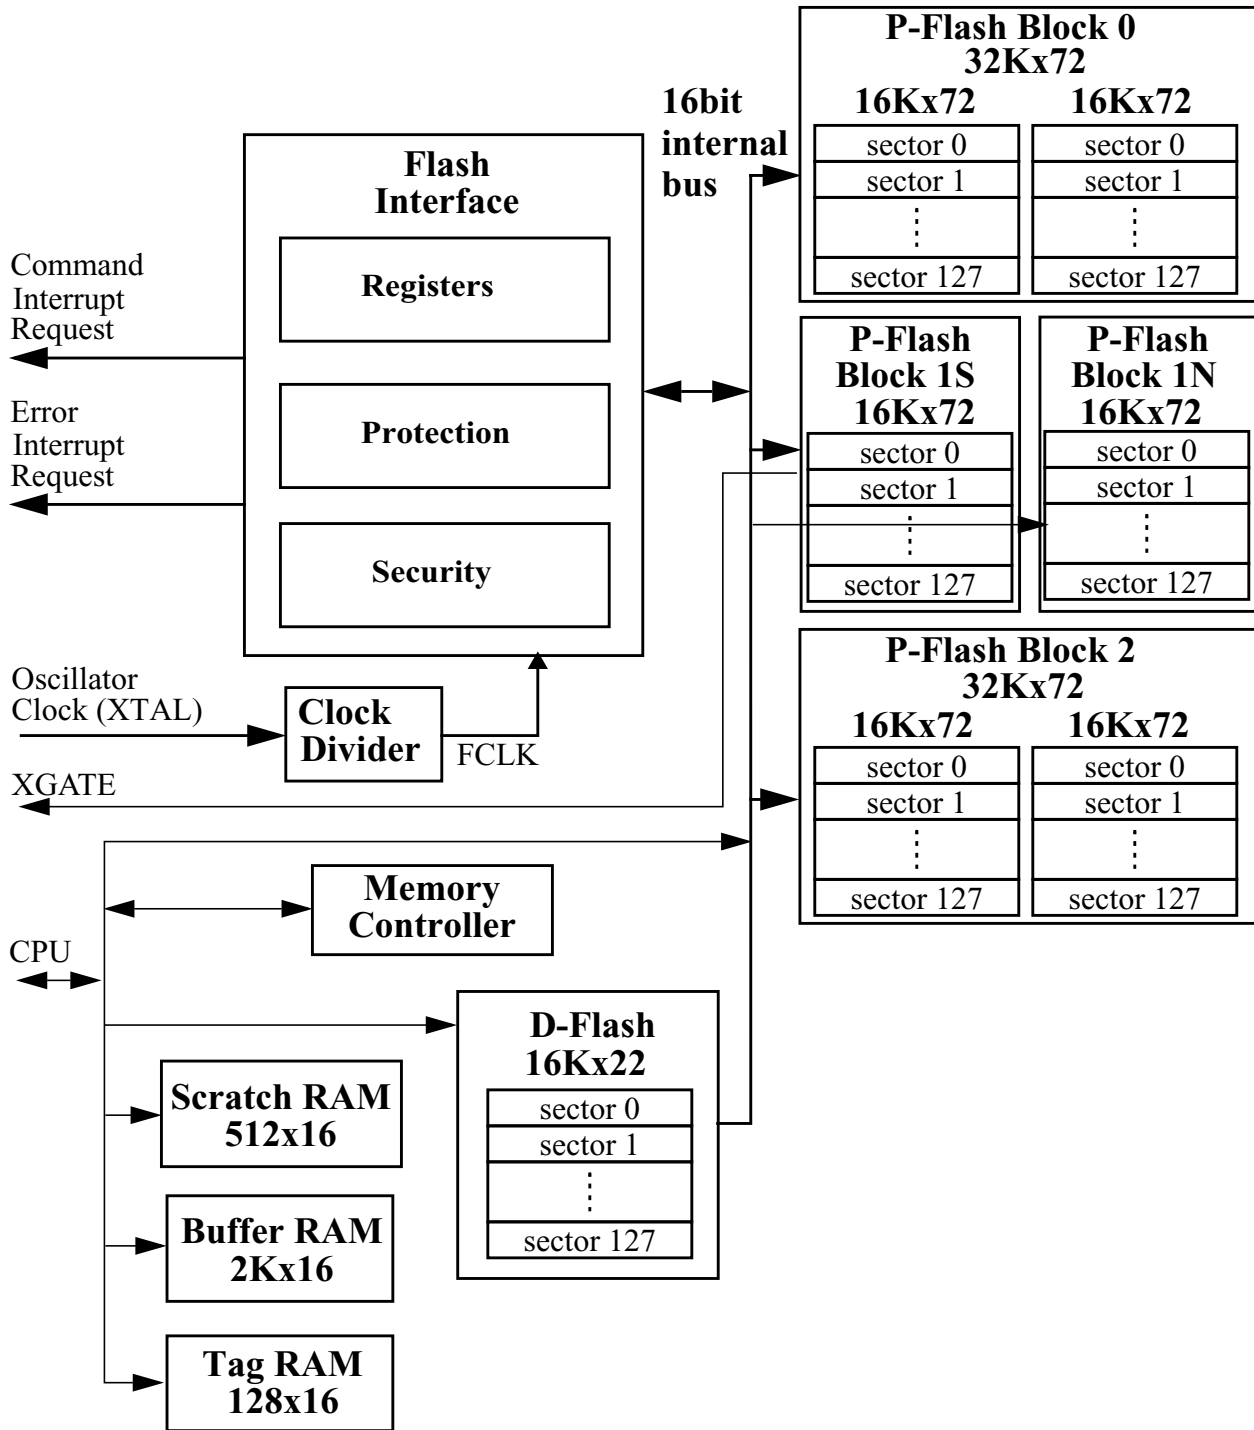 P-Flash Block 0
32Kx72
16Kx72
16Kx72
sector 0
sector 0
sector 1
sector 1
sector 127
sector 127
16bit
internal
bus
Flash
Interface
Registers
Protection
Security
Command
Interrupt
Request
Error
Interrupt
Request
P-Flash
Block 1S
16Kx72
sector 0
sector 1
sector 127
P-Flash
Block 1N
16Kx72
sector 0
sector 1
sector 127
Oscillator
Clock (XTAL)
Clock
Divider
FCLK
XGATE
P-Flash Block 2
32Kx72
16Kx72
16Kx72
sector 0
sector 0
sector 1
sector 1
sector 127
sector 127
Memory
Controller
CPU
D-Flash
16Kx22
sector 0
sector 1
sector 127
Scratch RAM
512x16
Buffer RAM
2Kx16
Tag RAM
128x16